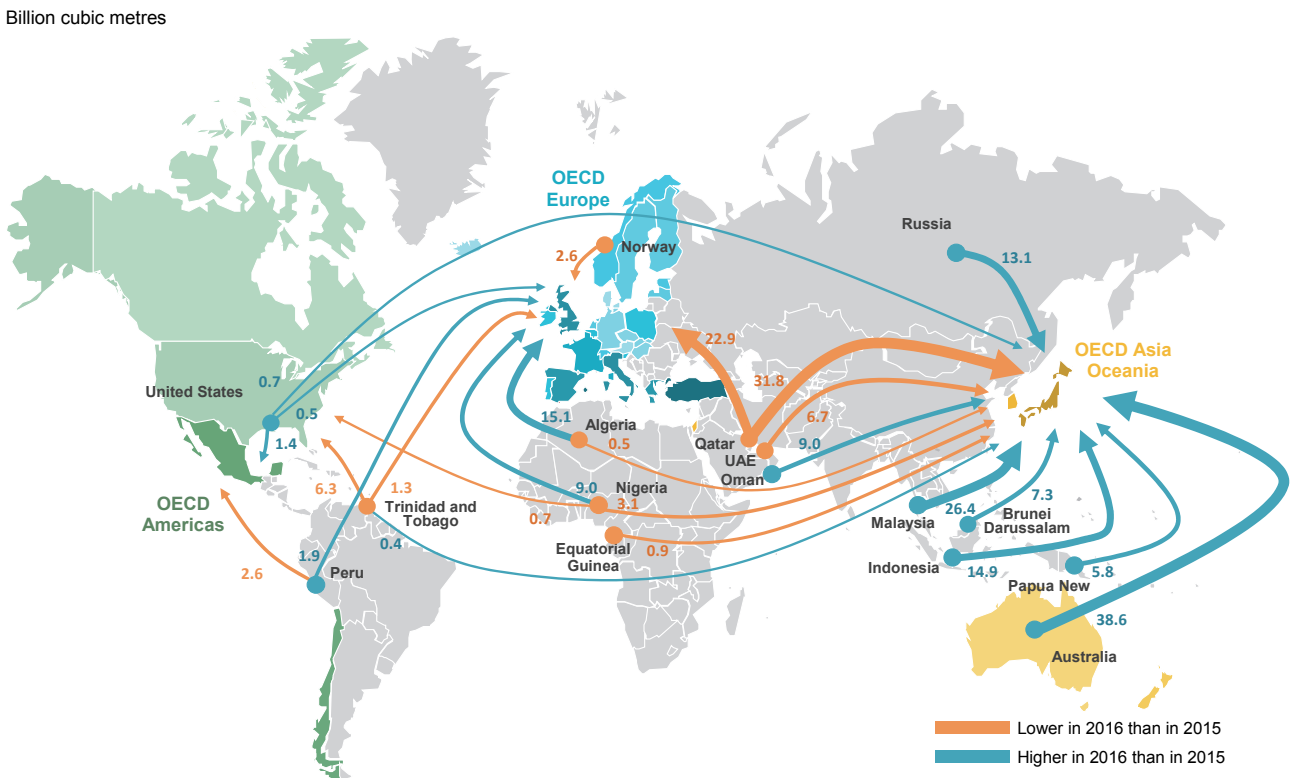 Billion cubic metres
OECD
Europe
Norway
2.6
Russia
13.1
22.9
OECD Asia
Oceania
31.8
United States
0.7
0.5
1.4
15.1
Algeria
0.5
6.7
Qatar
UAE
Oman
9.0
6.3
1.3
Trinidad and
Tobago
0.4
OECD
Americas
9.0
Nigeria
3.1
0.7
Equatorial
Guinea
0.9
Malaysia
26.4
7.3
Brunei
Darussalam
Indonesia
14.9
1.9
Peru
2.6
5.8
Papua New
38.6
Australia
Lower in 2016 than in 2015
Higher in 2016 than in 2015